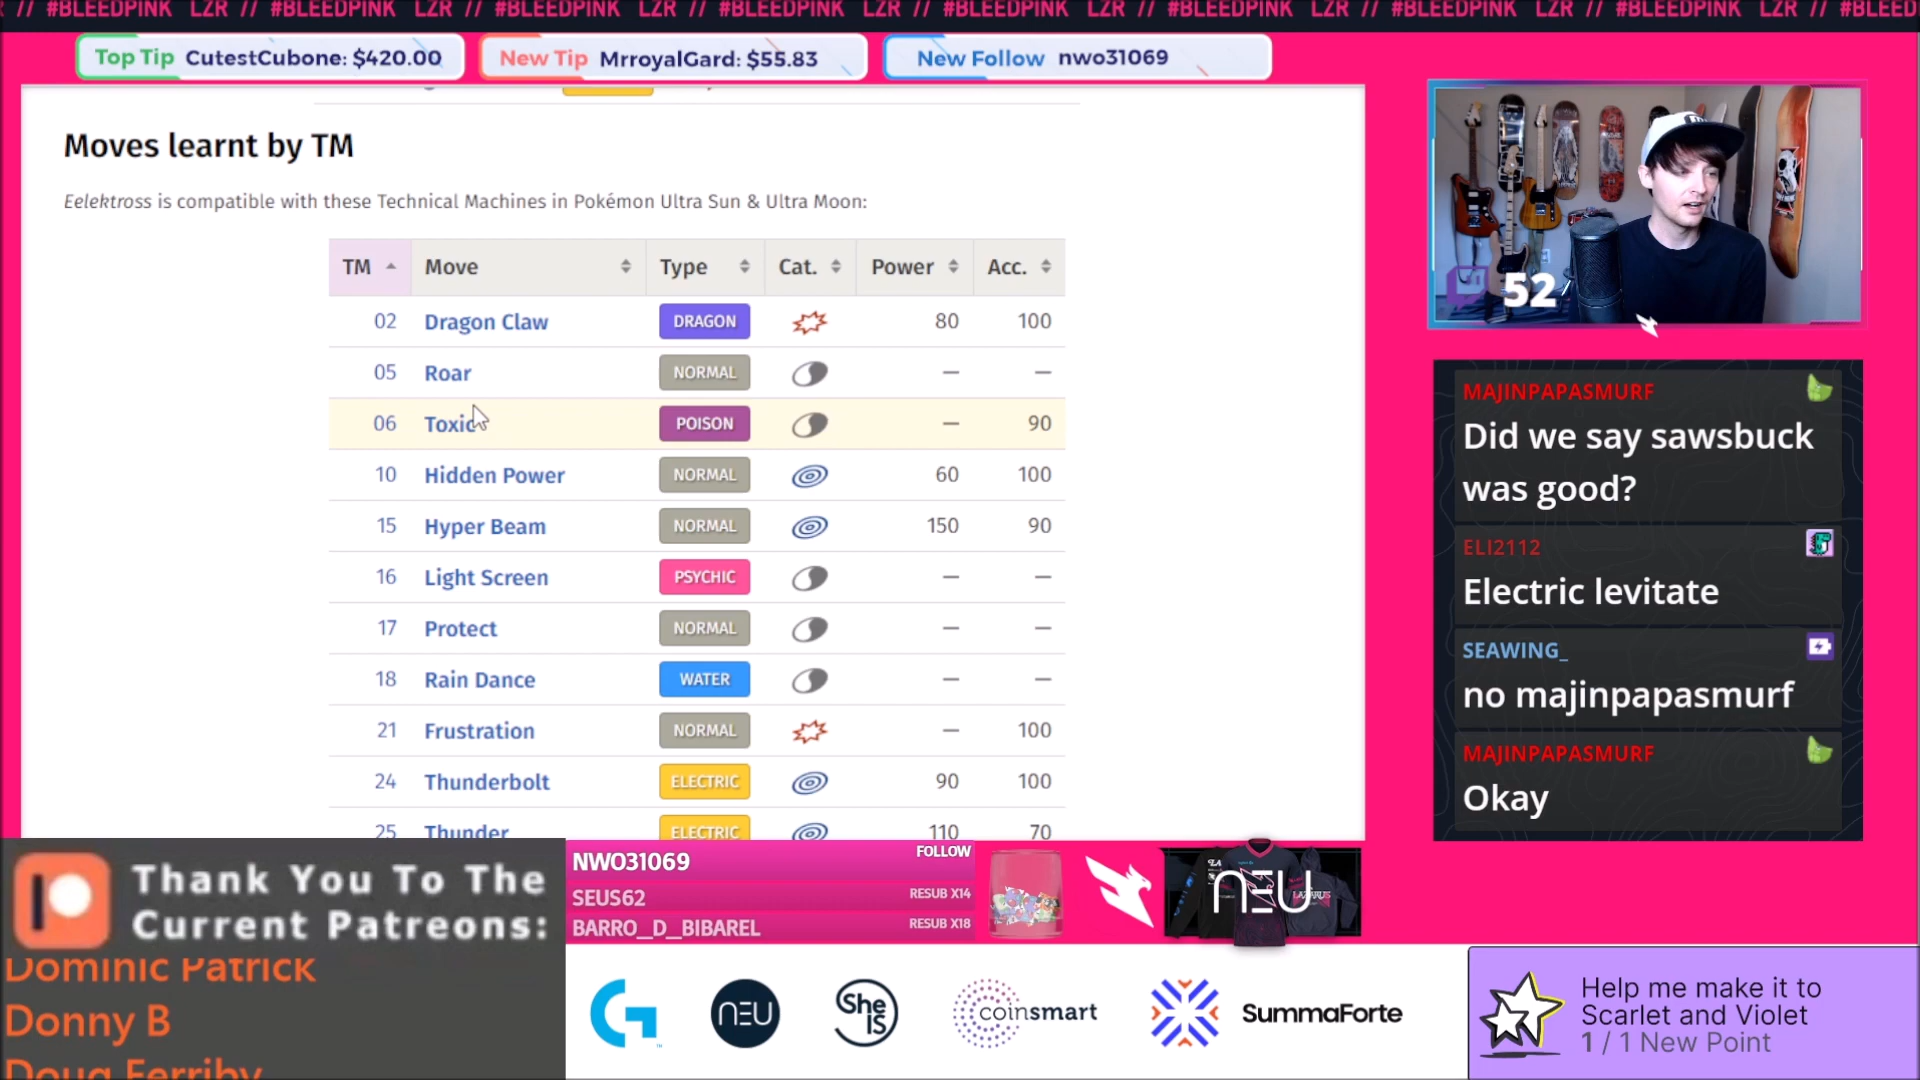 // #BLEEDPINK LZR // #BLEEDPINK LZR // #BLEEDPINK LZR // #BLEEDPINK LZR // #BLEEDPINK LZR // #BLEEDPINK LZR // #BLEEDPINK LZR // #BLEEDPINK LZR // #BLEED
Top Tip CutestCubone: $420.00
New Tip MrroyalGard: $55.83
New Follow nwo31069
Moves learnt by TM
Eelektross is compatible with these Technical Machines in Pokémon Ultra Sun & Ultra Moon:
TM Move Type Cat. Power Acc.
02 Dragon Claw DRAGON 80 100
05 Roar NORMAL — —
06 Toxic POISON — 90
10 Hidden Power NORMAL 60 100
15 Hyper Beam NORMAL 150 90
16 Light Screen PSYCHIC — —
17 Protect NORMAL — —
18 Rain Dance WATER — —
21 Frustration NORMAL — 100
24 Thunderbolt ELECTRIC 90 100
25 Thunder ELECTRIC 110 70
52
MAJINPAPASMURF
Did we say sawsbuck
was good?
ELI2112
Electric levitate
SEAWING_
no majinpapasmurf
MAJINPAPASMURF
Okay
Thank You To The
Current Patreons:
Dominic Patrick
Donny B
Doug Ferriby
NWO31069 FOLLOW
SEUS62 RESUB X14
BARRO_D_BIBAREL RESUB X18
NEU
LAZARUS
G
NEU
She
IS
coinsmart
SummaForte
Help me make it to
Scarlet and Violet
1 / 1 New Point